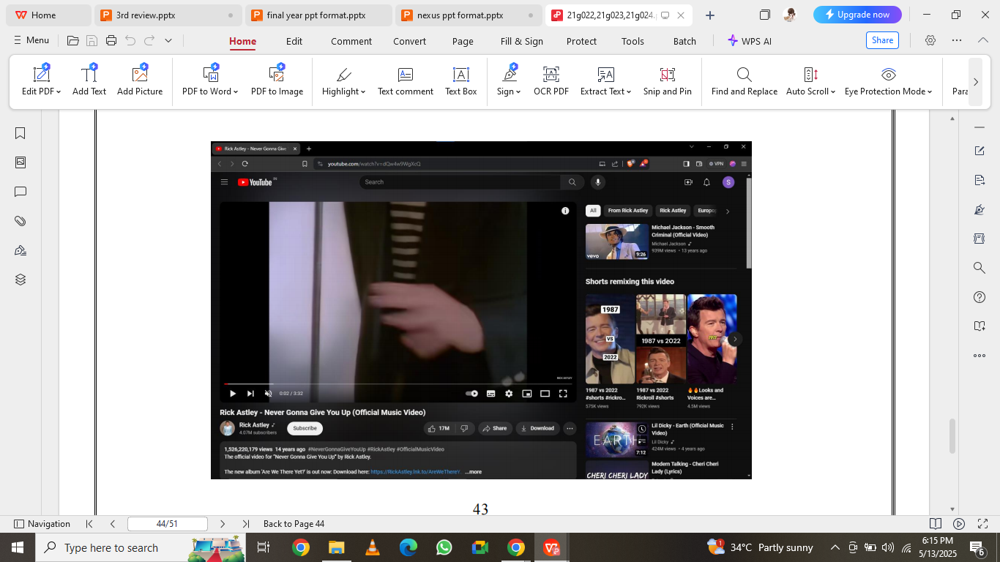 Home
3rd review.pptx
final year ppt format.pptx
nexus ppt format.pptx
21g022,21g023,21g024.
Upgrade now
Menu
Home
Edit
Comment
Convert
Page
Fill & Sign
Protect
Tools
Batch
WPS AI
Share
Edit PDF
Add Text
Add Picture
PDF to Word
PDF to Image
Highlight
Text comment
Text Box
Sign
OCR PDF
Extract Text
Snip and Pin
Find and Replace
Auto Scroll
Eye Protection Mode
Para
Rick Astley - Never Gonna Give
youtube.com/watch?v=dQw4w9WgXcQ
VPN
YouTube IN
Search
S
All
From Rick Astley
Rick Astley
Europop
Michael Jackson - Smooth
Criminal (Official Video)
Michael Jackson
939M views • 13 years ago
vevo
9:26
Shorts remixing this video
1987
VS
2022
1987 vs 2022
1987 vs 2022
#shorts #rickro...
575K views
1987 vs 2022
Rickroll #shorts
792K views
🔥🔥Looks and
Voices are...
4.5M views
RICK ASTLEY
0:02 / 3:32
Rick Astley - Never Gonna Give You Up (Official Music Video)
Rick Astley
4.07M subscribers
Subscribe
17M
Share
Download
1,526,220,179 views 14 years ago #NeverGonnaGiveYouUp #RickAstley #OfficialMusicVideo
The official video for "Never Gonna Give You Up" by Rick Astley.
The new album 'Are We There Yet?' is out now: Download here: https://RickAstley.lnk.to/AreWeThereY... ...more
EARTH
7:12
Lil Dicky - Earth (Official Music
Video)
Lil Dicky
424M views • 4 years ago
CHERI CHERI LADY
Modern Talking - Cheri Cheri
Lady (Lyrics)
43
Navigation
44/51
Back to Page 44
Type here to search
1
34°C Partly sunny
6:15 PM
5/13/2025
6